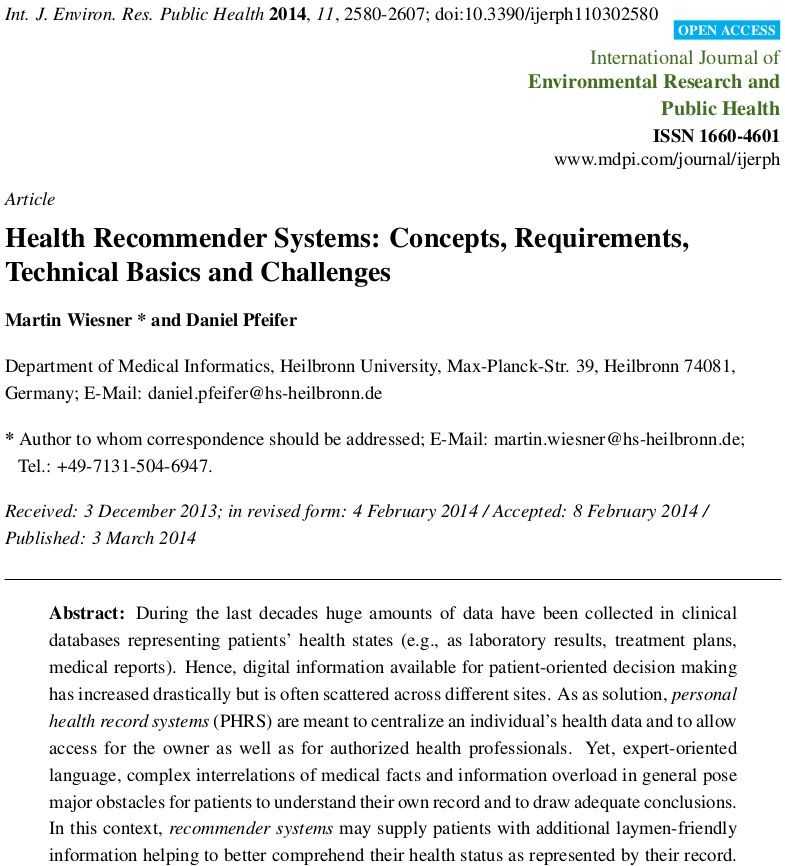 Int. J. Environ. Res. Public Health 2014, 11, 2580-2607; doi:10.3390/ijerph110302580
OPEN ACCESS
International Journal of
Environmental Research and
Public Health
ISSN 1660-4601
www.mdpi.com/journal/ijerph
Article
Health Recommender Systems: Concepts, Requirements,
Technical Basics and Challenges
Martin Wiesner * and Daniel Pfeifer
Department of Medical Informatics, Heilbronn University, Max-Planck-Str. 39, Heilbronn 74081,
Germany; E-Mail: daniel.pfeifer@hs-heilbronn.de
* Author to whom correspondence should be addressed; E-Mail: martin.wiesner@hs-heilbronn.de;
Tel.: +49-7131-504-6947.
Received: 3 December 2013; in revised form: 4 February 2014 / Accepted: 8 February 2014 /
Published: 3 March 2014
Abstract: During the last decades huge amounts of data have been collected in clinical
databases representing patients’ health states (e.g., as laboratory results, treatment plans,
medical reports). Hence, digital information available for patient-oriented decision making
has increased drastically but is often scattered across different sites. As as solution, personal
health record systems (PHRS) are meant to centralize an individual’s health data and to allow
access for the owner as well as for authorized health professionals. Yet, expert-oriented
language, complex interrelations of medical facts and information overload in general pose
major obstacles for patients to understand their own record and to draw adequate conclusions.
In this context, recommender systems may supply patients with additional laymen-friendly
information helping to better comprehend their health status as represented by their record.